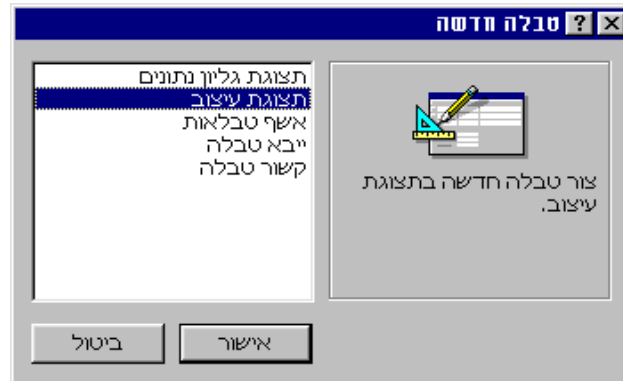 טבלה חדשה
צור טבלה חדשה בתצוגת
עיצוב.
תצוגת גליון נתונים
תצוגת עיצוב
אשף טבלאות
ייבא טבלה
קשור טבלה
אישור
ביטול